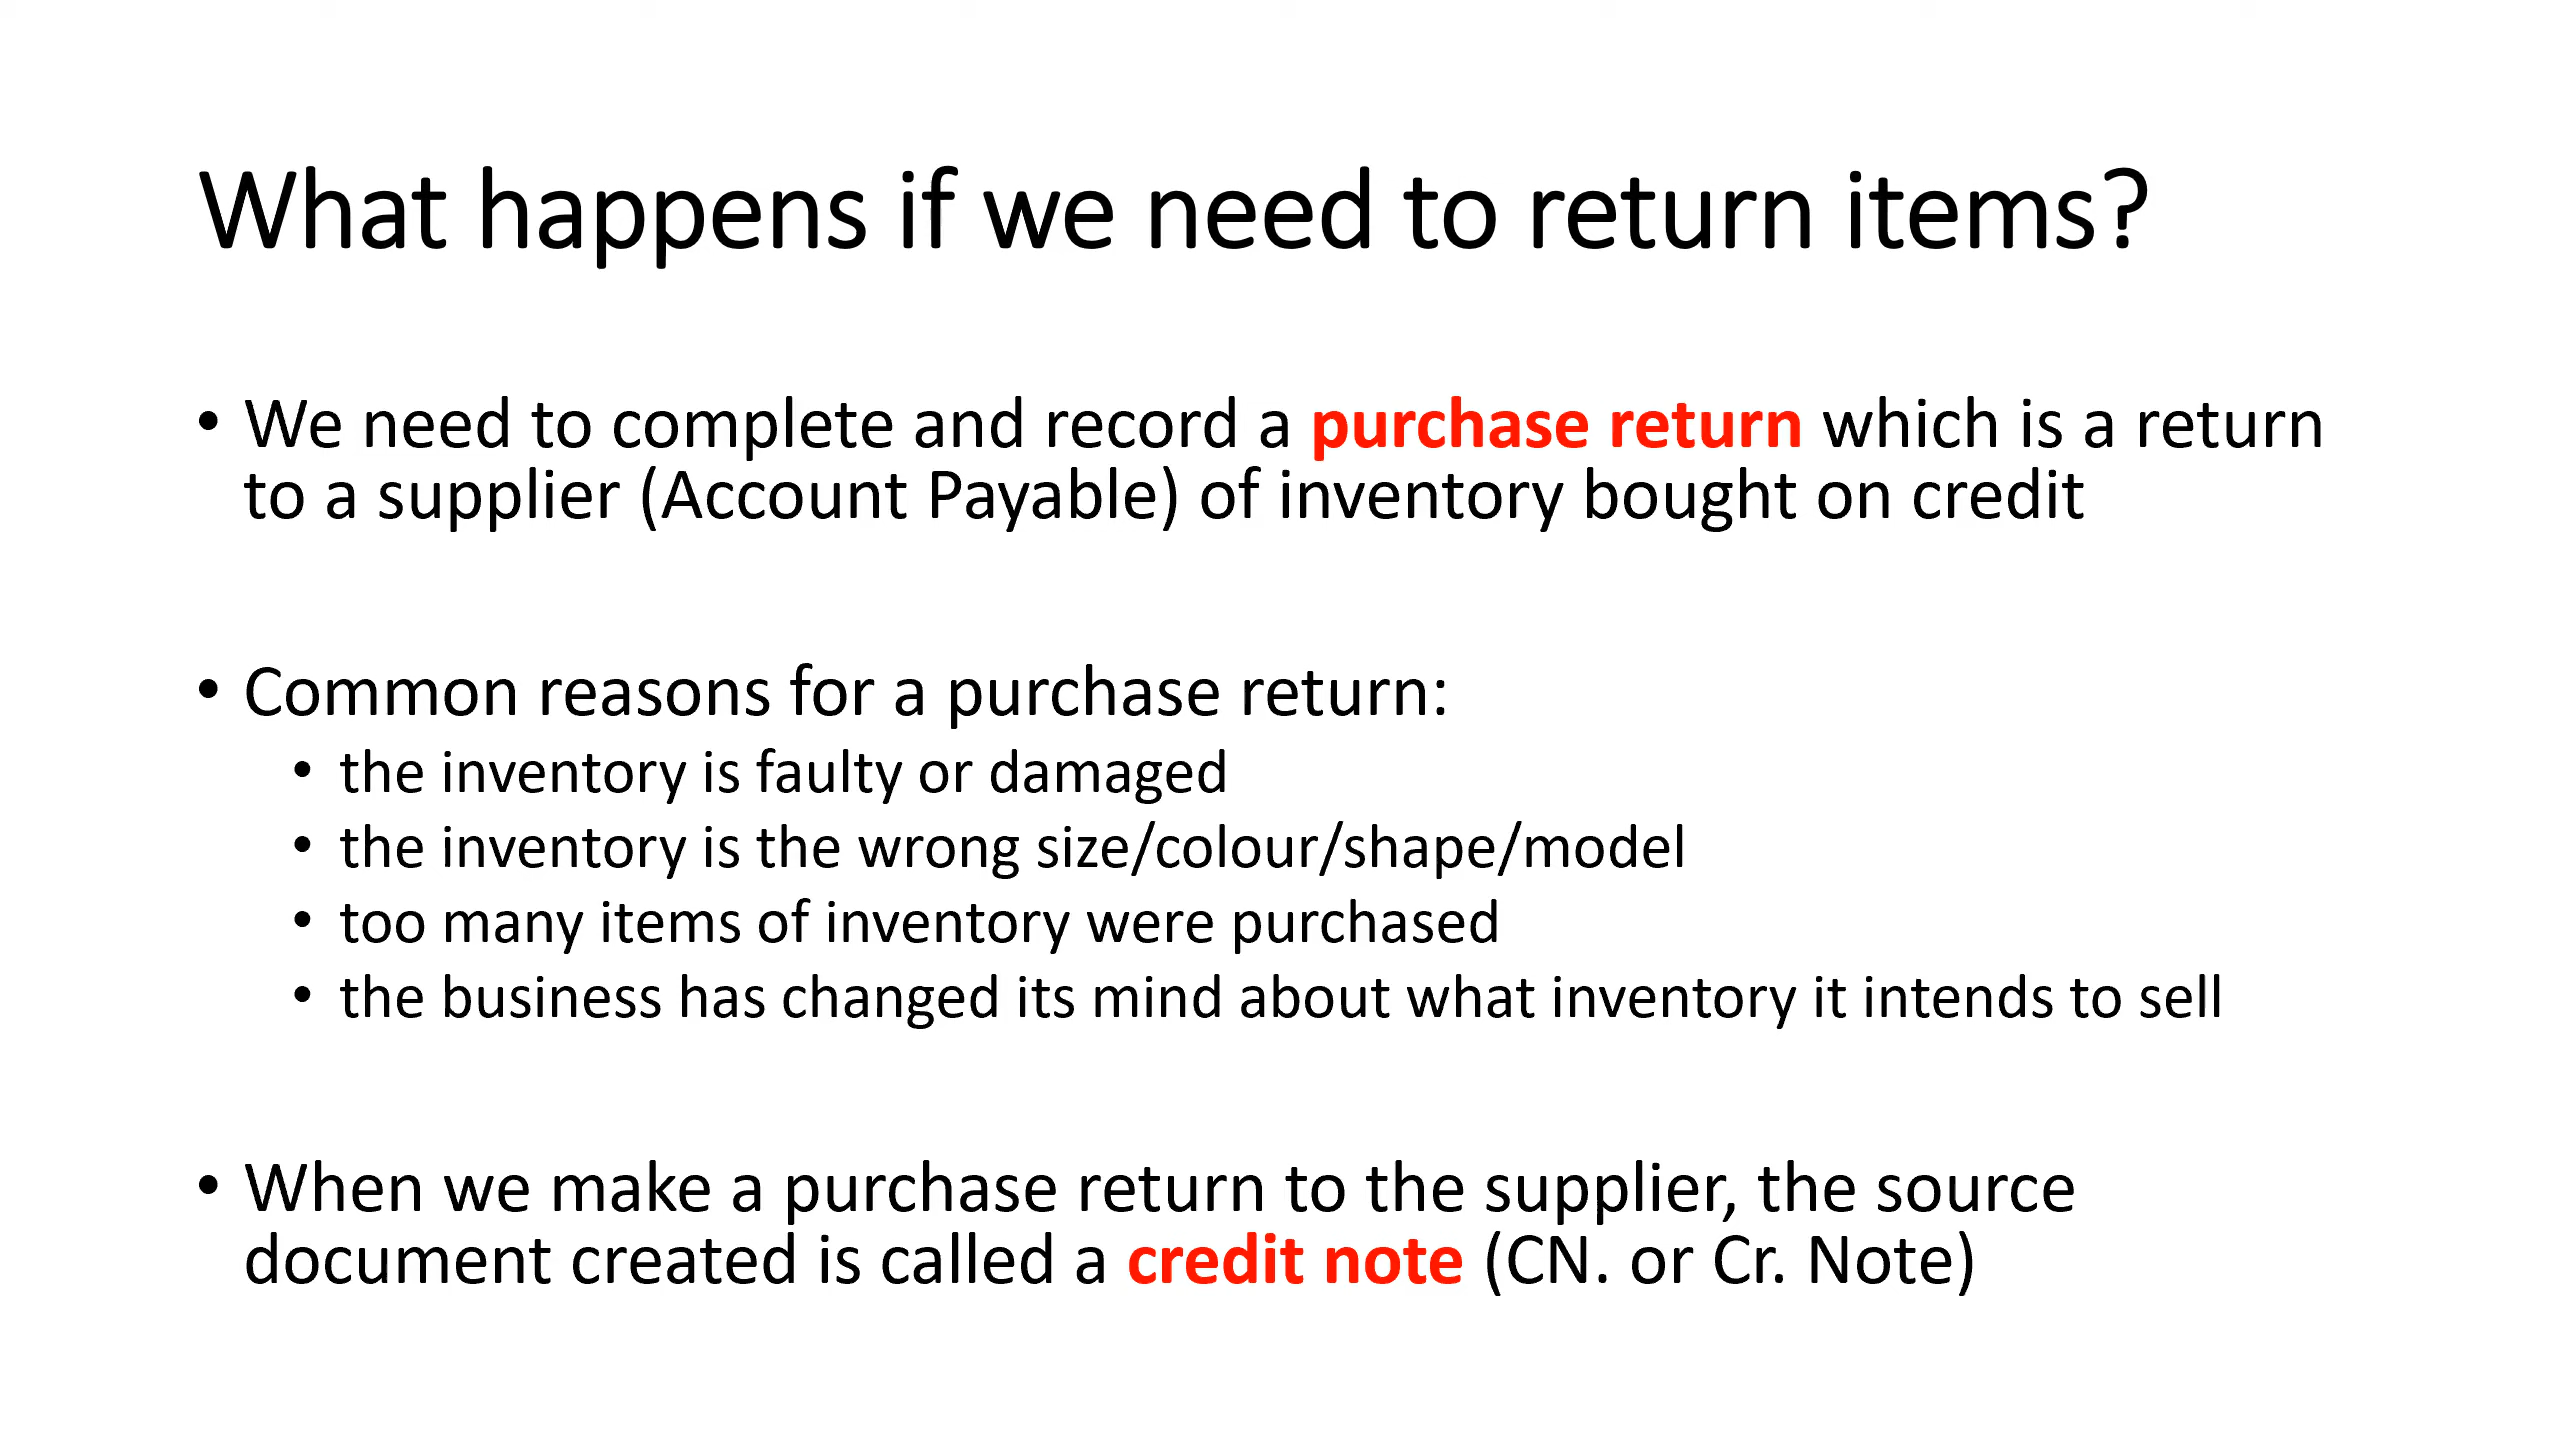 What happens if we need to return items?
• We need to complete and record a purchase return which is a return
to a supplier (Account Payable) of inventory bought on credit
• Common reasons for a purchase return:
• the inventory is faulty or damaged
• the inventory is the wrong size/colour/shape/model
• too many items of inventory were purchased
• the business has changed its mind about what inventory it intends to sell
• When we make a purchase return to the supplier, the source
document created is called a credit note (CN. or Cr. Note)